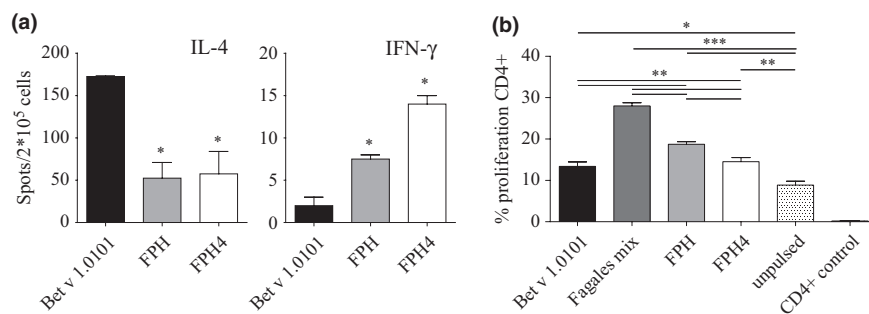 (a)
IL-4
Spots/2*10⁵ cells
200
150
100
50
0
*
*
Bet v 1.0101
FPH
FPH4
IFN-γ
15
10
5
0
*
*
Bet v 1.0101
FPH
FPH4
(b)
% proliferation CD4+
40
30
20
10
0
*
***
**
**
Bet v 1.0101
Fagales mix
FPH
FPH4
unpulsed
CD4+ control